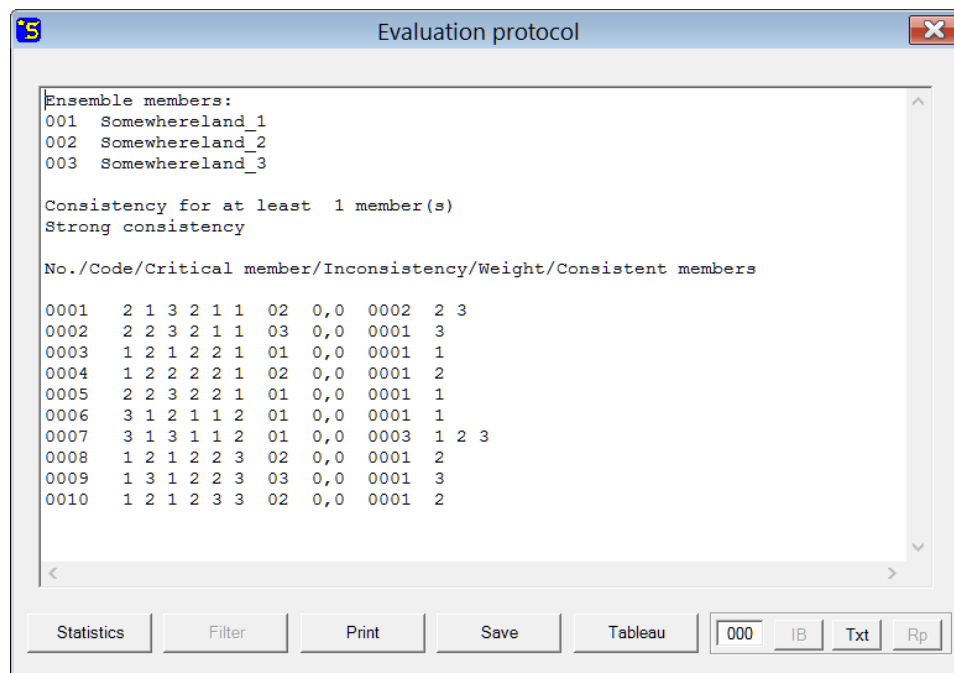 Evaluation protocol
Ensemble members:
001  Somewhereland_1
002  Somewhereland_2
003  Somewhereland_3
Consistency for at least  1 member(s)
Strong consistency
No./Code/Critical member/Inconsistency/Weight/Consistent members
0001   2 1 3 2 1 1  02  0,0  0002  2 3
0002   2 2 3 2 1 1  03  0,0  0001  3
0003   1 2 1 2 2 1  01  0,0  0001  1
0004   1 2 2 2 2 1  02  0,0  0001  2
0005   2 2 3 2 2 1  01  0,0  0001  1
0006   3 1 2 1 1 2  01  0,0  0001  1
0007   3 1 3 1 1 2  01  0,0  0003  1 2 3
0008   1 2 1 2 2 3  02  0,0  0001  2
0009   1 3 1 2 2 3  03  0,0  0001  3
0010   1 2 1 2 3 3  02  0,0  0001  2
Statistics Filter Print Save Tableau 000 IB Txt Rp